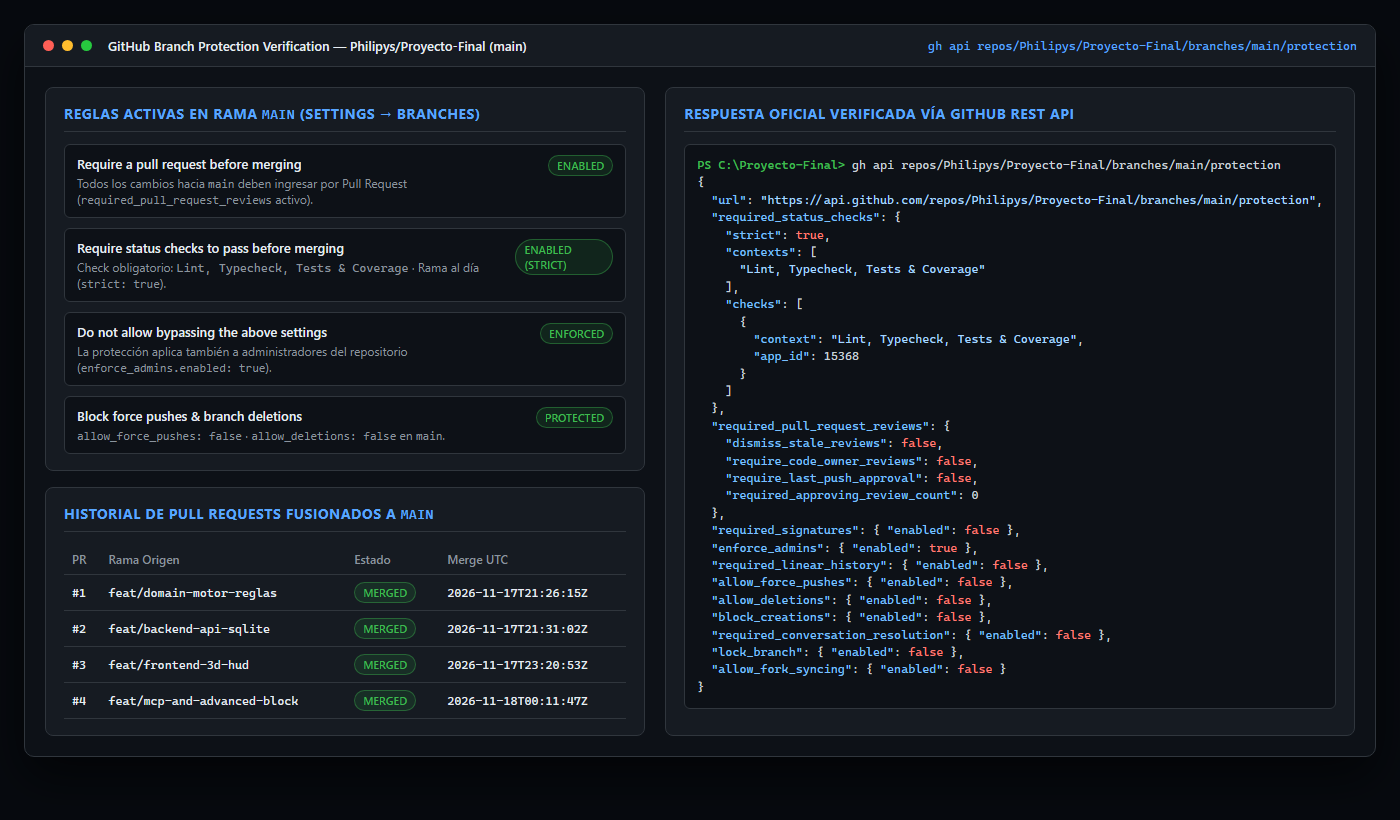 GitHub Branch Protection Verification — Philipys/Proyecto-Final (main)
gh api repos/Philipys/Proyecto-Final/branches/main/protection
REGLAS ACTIVAS EN RAMA MAIN (SETTINGS → BRANCHES)
Require a pull request before merging
ENABLED
Todos los cambios hacia main deben ingresar por Pull Request
(required_pull_request_reviews activo).
Require status checks to pass before merging
ENABLED
(STRICT)
Check obligatorio: Lint, Typecheck, Tests & Coverage · Rama al día
(strict: true).
Do not allow bypassing the above settings
ENFORCED
La protección aplica también a administradores del repositorio
(enforce_admins.enabled: true).
Block force pushes & branch deletions
PROTECTED
allow_force_pushes: false · allow_deletions: false en main.
HISTORIAL DE PULL REQUESTS FUSIONADOS A MAIN
PR Rama Origen Estado Merge UTC
#1 feat/domain-motor-reglas MERGED 2026-11-17T21:26:15Z
#2 feat/backend-api-sqlite MERGED 2026-11-17T21:31:02Z
#3 feat/frontend-3d-hud MERGED 2026-11-17T23:20:53Z
#4 feat/mcp-and-advanced-block MERGED 2026-11-18T00:11:47Z
RESPUESTA OFICIAL VERIFICADA VÍA GITHUB REST API
PS C:\Proyecto-Final> gh api repos/Philipys/Proyecto-Final/branches/main/protection
{
  "url": "https://api.github.com/repos/Philipys/Proyecto-Final/branches/main/protection",
  "required_status_checks": {
    "strict": true,
    "contexts": [
      "Lint, Typecheck, Tests & Coverage"
    ],
    "checks": [
      {
        "context": "Lint, Typecheck, Tests & Coverage",
        "app_id": 15368
      }
    ]
  },
  "required_pull_request_reviews": {
    "dismiss_stale_reviews": false,
    "require_code_owner_reviews": false,
    "require_last_push_approval": false,
    "required_approving_review_count": 0
  },
  "required_signatures": { "enabled": false },
  "enforce_admins": { "enabled": true },
  "required_linear_history": { "enabled": false },
  "allow_force_pushes": { "enabled": false },
  "allow_deletions": { "enabled": false },
  "block_creations": { "enabled": false },
  "required_conversation_resolution": { "enabled": false },
  "lock_branch": { "enabled": false },
  "allow_fork_syncing": { "enabled": false }
}